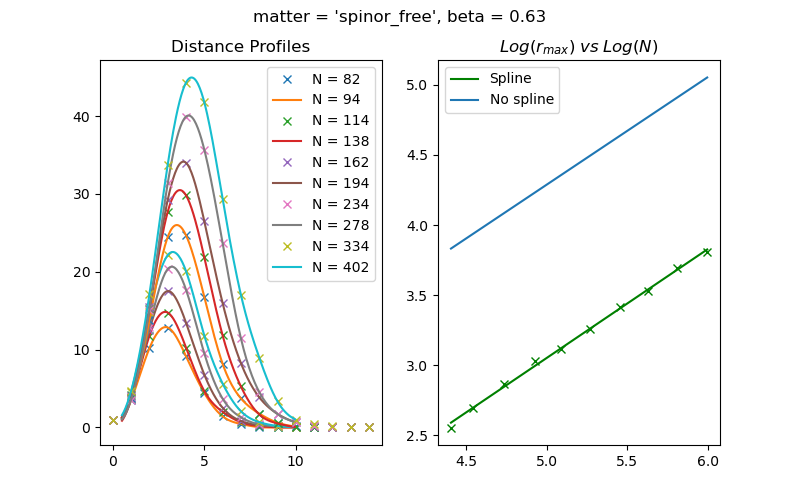 matter = 'spinor_free', beta = 0.63
Distance Profiles
N = 82
N = 94
N = 114
N = 138
N = 162
N = 194
N = 234
N = 278
N = 334
N = 402
0
10
20
30
40
0 5 10
Log(r_max) vs Log(N)
Spline
No spline
5.0
4.5
4.0
3.5
3.0
2.5
4.5 5.0 5.5 6.0